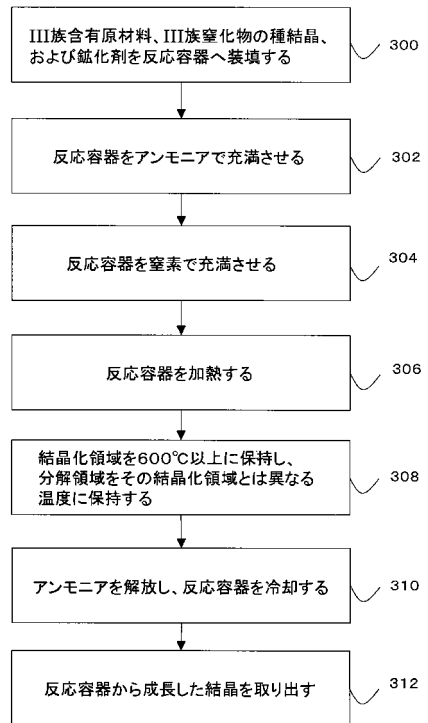 III族含有原材料、III族窒化物の種結晶、
および鉱化剤を反応容器へ装填する
300
反応容器をアンモニアで充満させる
302
反応容器を窒素で充満させる
304
反応容器を加熱する
306
結晶化領域を600℃以上に保持し、
分解領域をその結晶化領域とは異なる
温度に保持する
308
アンモニアを解放し、反応容器を冷却する
310
反応容器から成長した結晶を取り出す
312